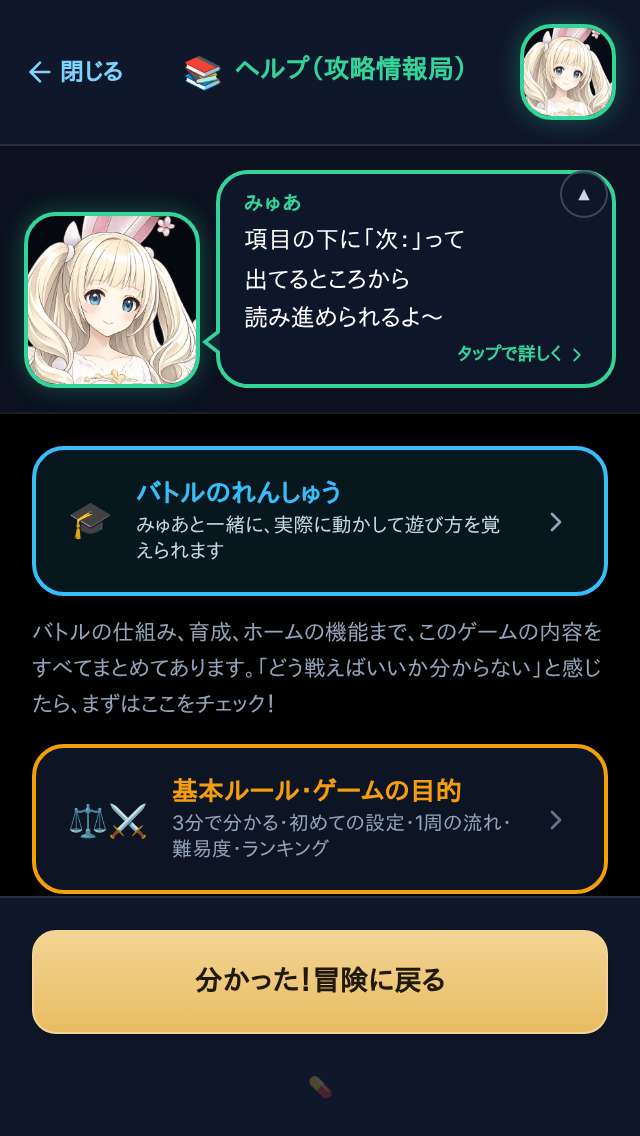 ← 閉じる
ヘルプ（攻略情報局）
みゅあ
▲
項目の下に「次：」って
出てるところから
読み進められるよ〜
タップで詳しく ›
バトルのれんしゅう
みゅあと一緒に、実際に動かして遊び方を覚
えられます
バトルの仕組み、育成、ホームの機能まで、このゲームの内容を
すべてまとめてあります。「どう戦えばいいか分からない」と感じ
たら、まずはここをチェック！
基本ルール・ゲームの目的
3分で分かる・初めての設定・1周の流れ・
難易度・ランキング
分かった！冒険に戻る